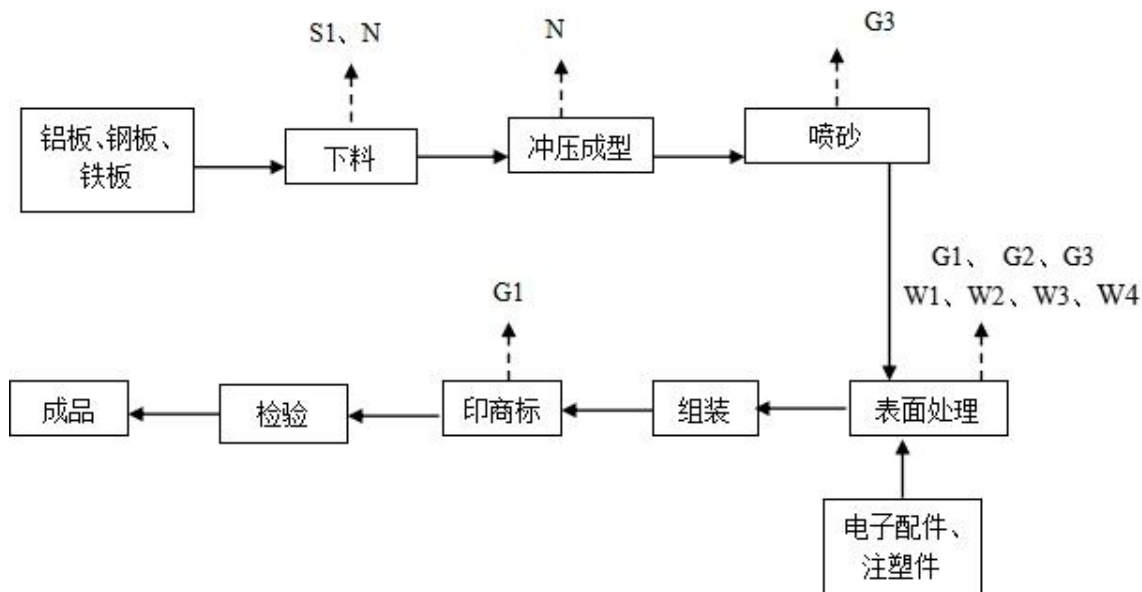 S1、N
N
G3
铝板、钢板、
铁板
下料
冲压成型
喷砂
G1、 G2、G3
W1、W2、W3、W4
G1
成品
检验
印商标
组装
表面处理
电子配件、
注塑件